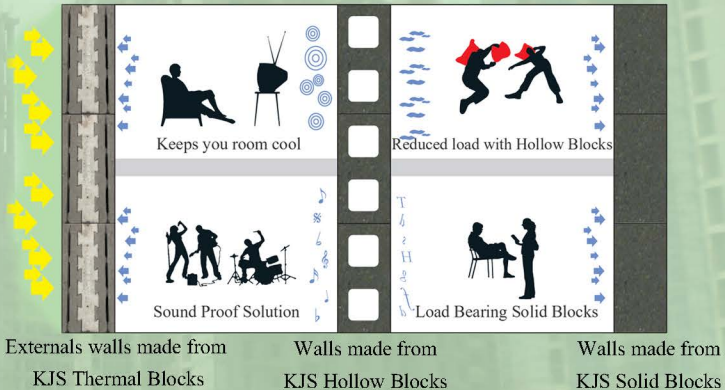 Keeps you room cool
Reduced load with Hollow Blocks
Sound Proof Solution
Load Bearing Solid Blocks
Externals walls made from
KJS Thermal Blocks
Walls made from
KJS Hollow Blocks
Walls made from
KJS Solid Blocks